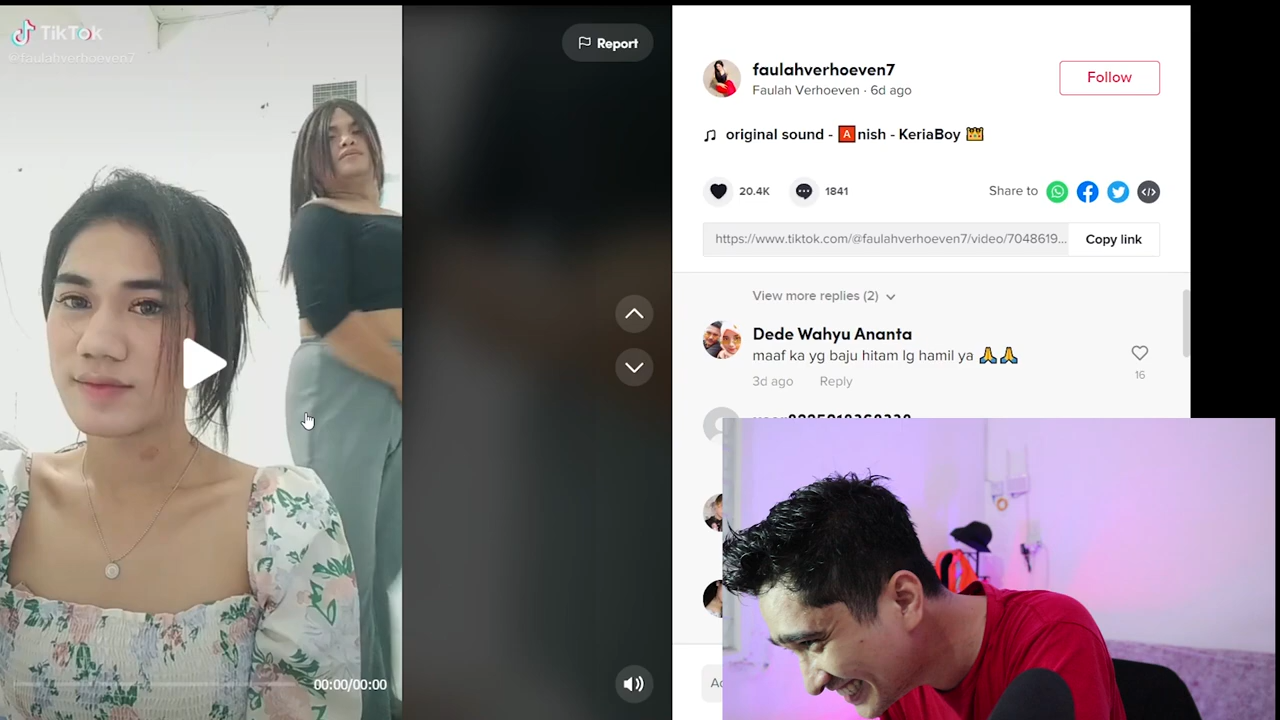 TikTok
@faulahverhoeven7
Report
00:00/00:00
faulahverhoeven7
Faulah Verhoeven · 6d ago
Follow
original sound - 🅰nish - KeriaBoy 👑
20.4K
1841
Share to
https://www.tiktok.com/@faulahverhoeven7/video/7048619...
Copy link
View more replies (2)
Dede Wahyu Ananta
maaf ka yg baju hitam lg hamil ya 🙏🙏
3d ago
Reply
16